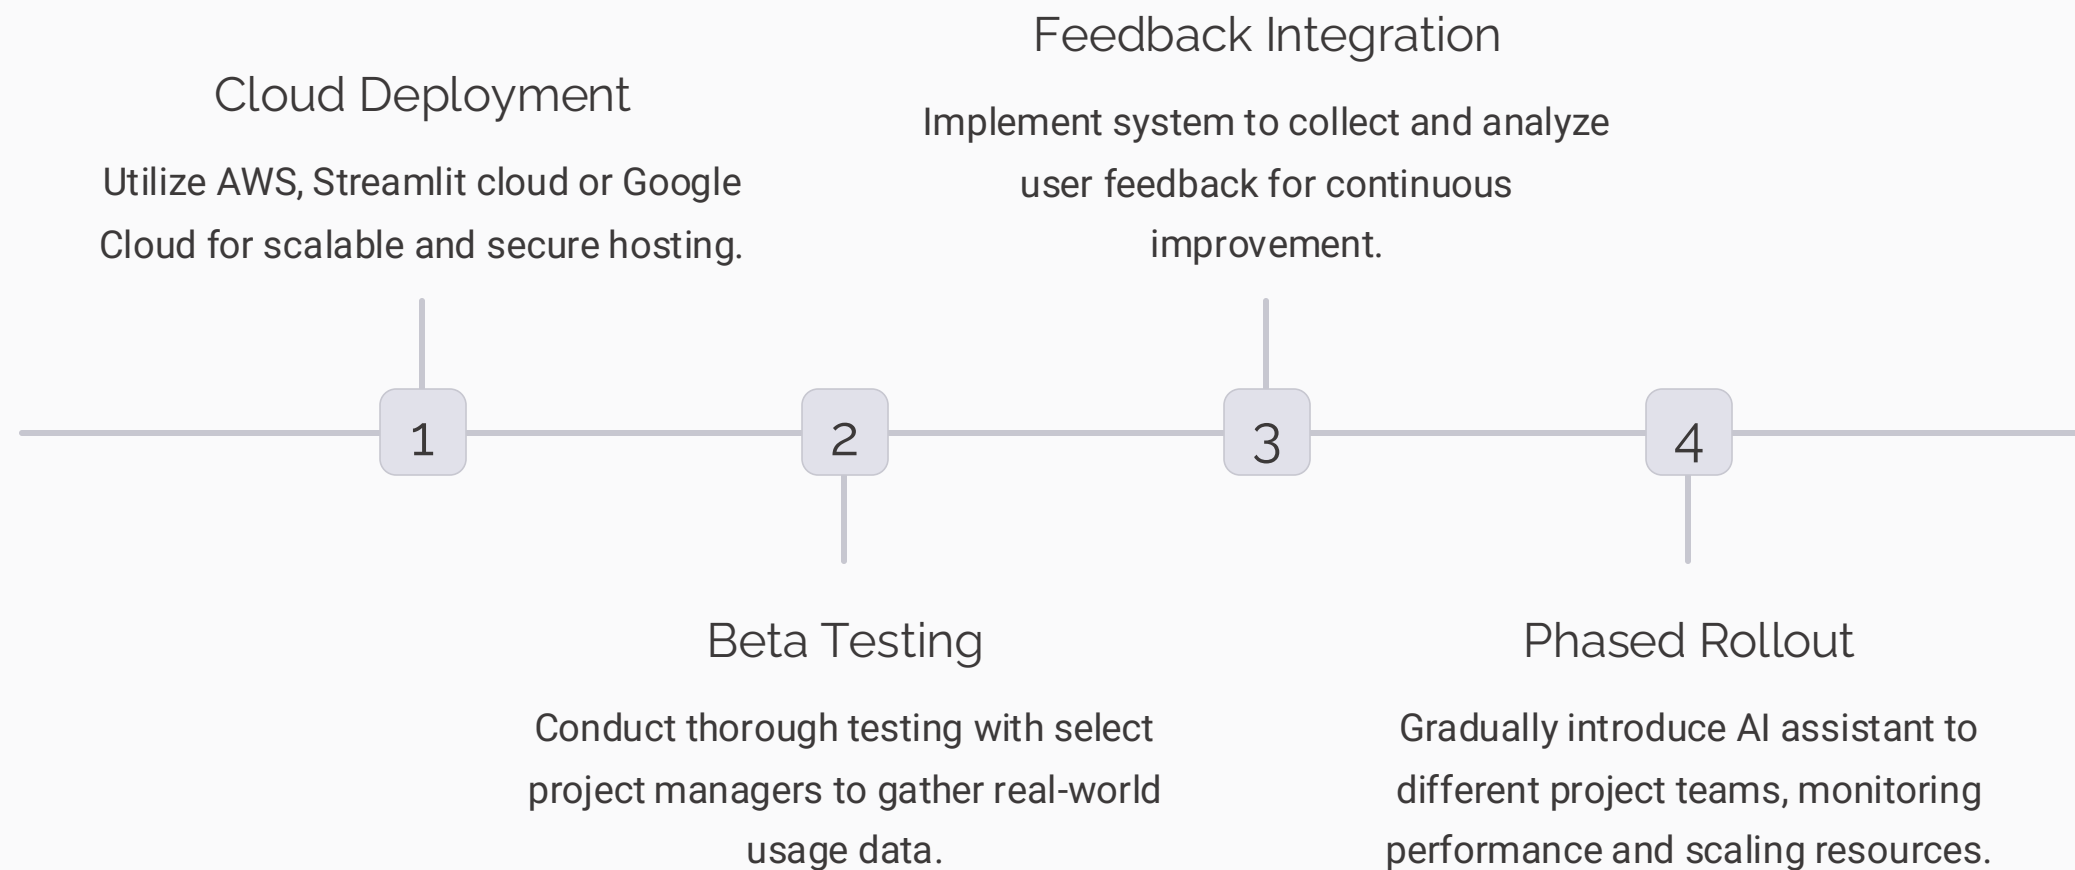 Cloud Deployment
Utilize AWS, Streamlit cloud or Google
Cloud for scalable and secure hosting.
1
Beta Testing
Conduct thorough testing with select
project managers to gather real-world
usage data.
2
Feedback Integration
Implement system to collect and analyze
user feedback for continuous
improvement.
3
Phased Rollout
Gradually introduce AI assistant to
different project teams, monitoring
performance and scaling resources.
4